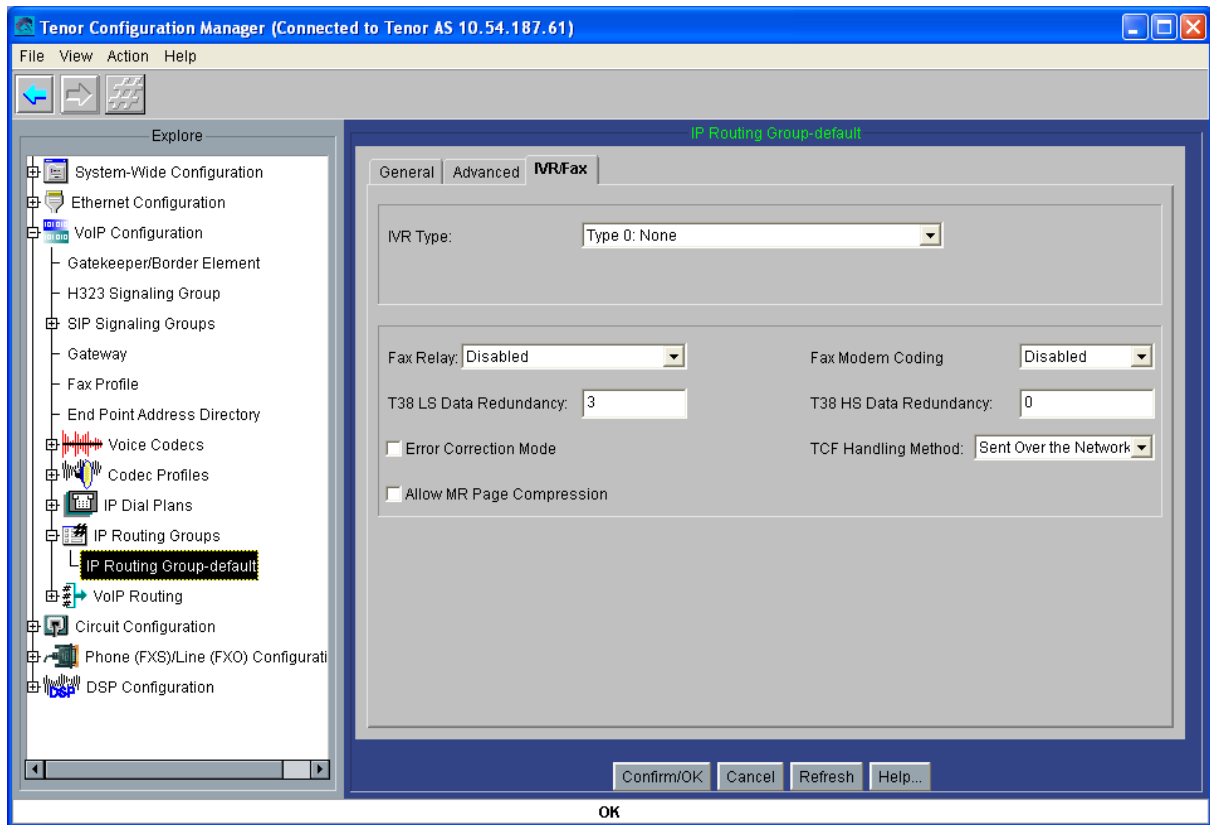 Tenor Configuration Manager (Connected to Tenor AS 10.54.187.61)
File View Action Help
Explore
System-Wide Configuration
Ethernet Configuration
VoIP Configuration
Gatekeeper/Border Element
H323 Signaling Group
SIP Signaling Groups
Gateway
Fax Profile
End Point Address Directory
Voice Codecs
Codec Profiles
IP Dial Plans
IP Routing Groups
IP Routing Group-default
VoIP Routing
Circuit Configuration
Phone (FXS)/Line (FXO) Configurati
DSP Configuration
IP Routing Group-default
General Advanced IVR/Fax
IVR Type: Type 0: None
Fax Relay: Disabled Fax Modem Coding Disabled
T38 LS Data Redundancy: 3 T38 HS Data Redundancy: 0
Error Correction Mode TCF Handling Method: Sent Over the Network
Allow MR Page Compression
Confirm/OK Cancel Refresh Help...
OK